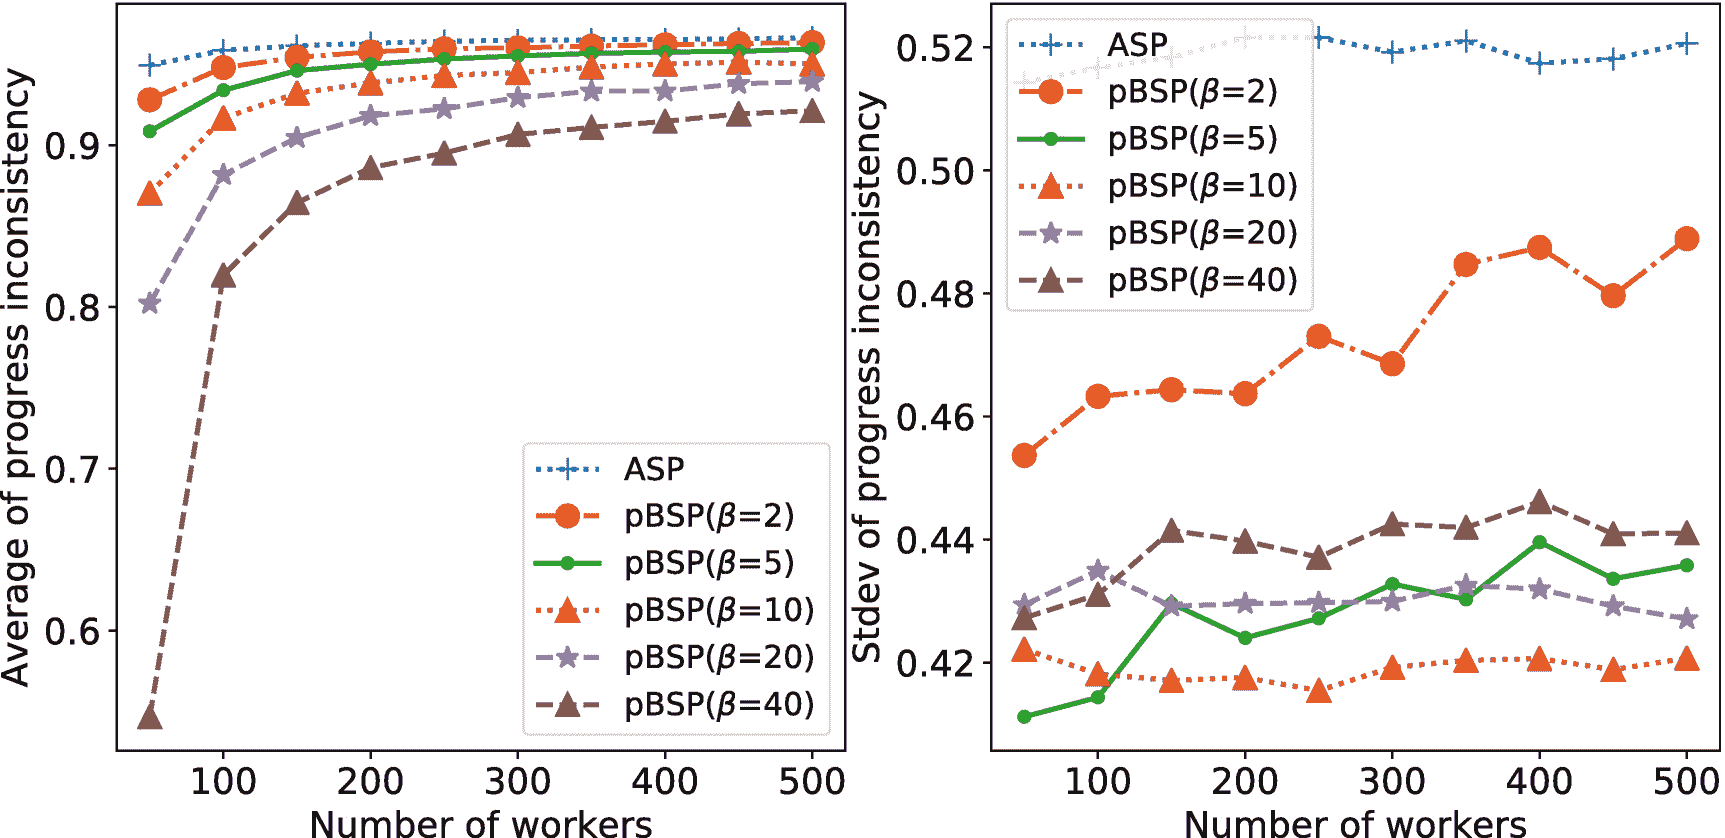 Average of progress inconsistency
0.9
0.8
0.7
0.6
ASP
pBSP(β=2)
pBSP(β=5)
pBSP(β=10)
pBSP(β=20)
pBSP(β=40)
100
200
300
400
500
Number of workers
Stdev of progress inconsistency
0.52
0.50
0.48
0.46
0.44
0.42
ASP
pBSP(β=2)
pBSP(β=5)
pBSP(β=10)
pBSP(β=20)
pBSP(β=40)
100
200
300
400
500
Number of workers